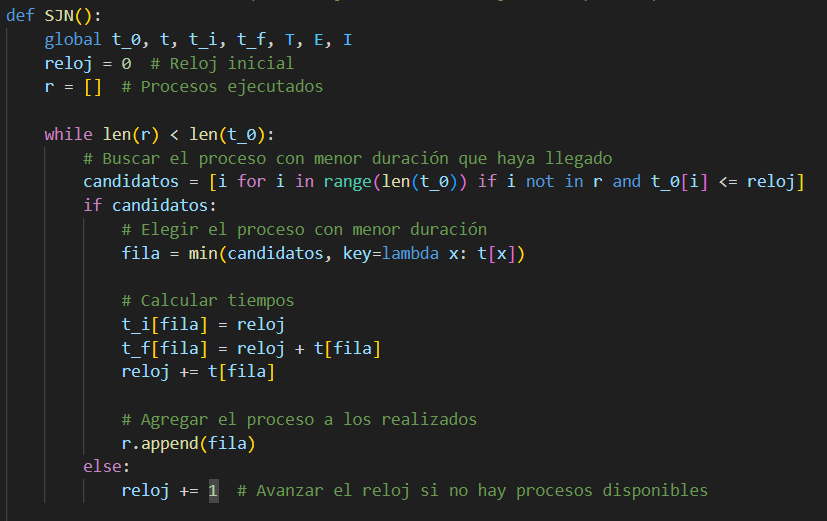 def SJN():
    global t_0, t, t_i, t_f, T, E, I
    reloj = 0  # Reloj inicial
    r = []  # Procesos ejecutados

    while len(r) < len(t_0):
        # Buscar el proceso con menor duración que haya llegado
        candidatos = [i for i in range(len(t_0)) if i not in r and t_0[i] <= reloj]
        if candidatos:
            # Elegir el proceso con menor duración
            fila = min(candidatos, key=lambda x: t[x])

            # Calcular tiempos
            t_i[fila] = reloj
            t_f[fila] = reloj + t[fila]
            reloj += t[fila]

            # Agregar el proceso a los realizados
            r.append(fila)
        else:
            reloj += 1  # Avanzar el reloj si no hay procesos disponibles